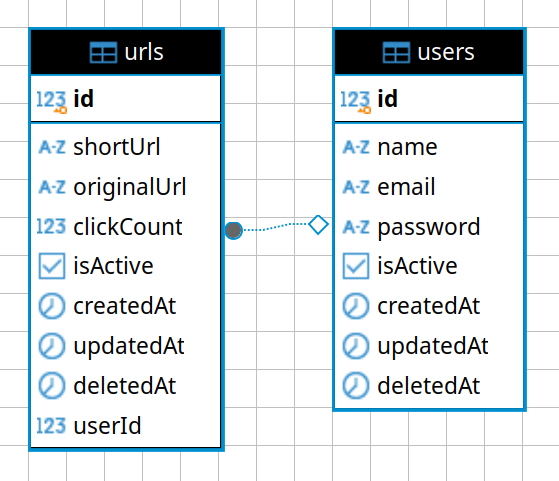 urls
123 id
A-Z shortUrl
A-Z originalUrl
123 clickCount
isActive
createdAt
updatedAt
deletedAt
123 userId
users
123 id
A-Z name
A-Z email
A-Z password
isActive
createdAt
updatedAt
deletedAt